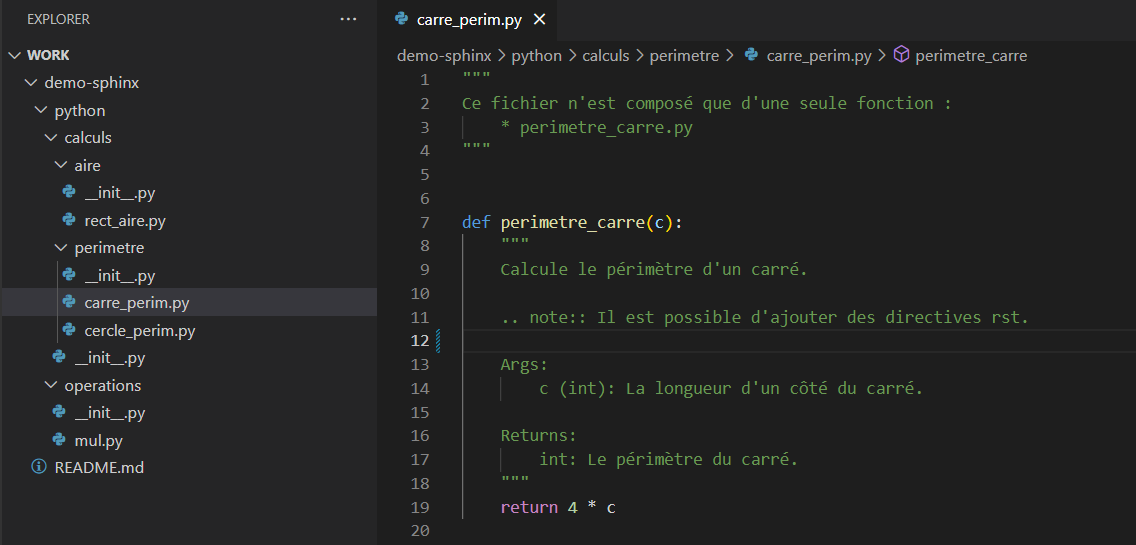 EXPLORER
...
WORK
demo-sphinx
python
calculs
aire
__init__.py
rect_aire.py
perimetre
__init__.py
carre_perim.py
cercle_perim.py
__init__.py
operations
__init__.py
mul.py
README.md
carre_perim.py
demo-sphinx > python > calculs > perimetre > carre_perim.py > perimetre_carre
1 """
2 Ce fichier n'est composé que d'une seule fonction :
3     * perimetre_carre.py
4 """
5
6
7 def perimetre_carre(c):
8     """
9     Calcule le périmètre d'un carré.
10
11     .. note:: Il est possible d'ajouter des directives rst.
12
13     Args:
14         c (int): La longueur d'un côté du carré.
15
16     Returns:
17         int: Le périmètre du carré.
18     """
19     return 4 * c
20